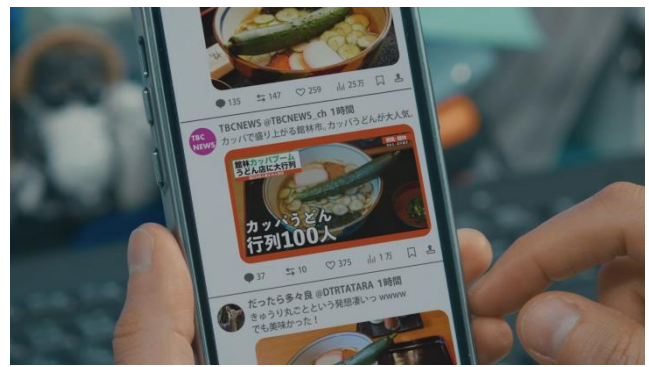 135 147 259 25万
TBC NEWS
TBCNEWS @TBCNEWS_ch 1時間
カッパで盛り上がる館林市。カッパうどんが大人気。
館林カッパブーム
うどん店に大行列
カッパうどん
行列100人
37 10 375 1万
だったら多々良 @DTRTATARA 1時間
きゅうり丸ごとという発想凄いっ wwww
でも美味かった！